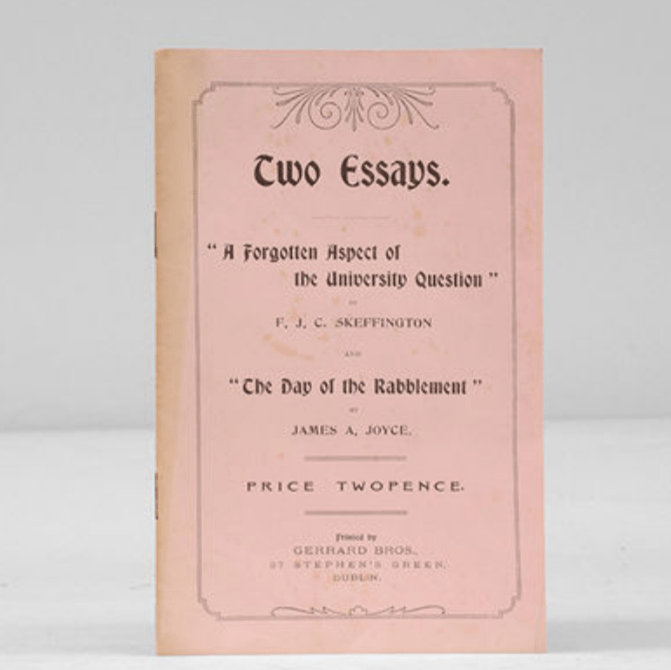 Two Essays.
“ A Forgotten Aspect of
the University Question ”
BY
F. J. C. SKEFFINGTON
AND
“The Day of the Rabblement ”
BY
JAMES A. JOYCE.
PRICE TWOPENCE.
Printed by
GERRARD BROS.,
37 STEPHEN'S GREEN,
DUBLIN.